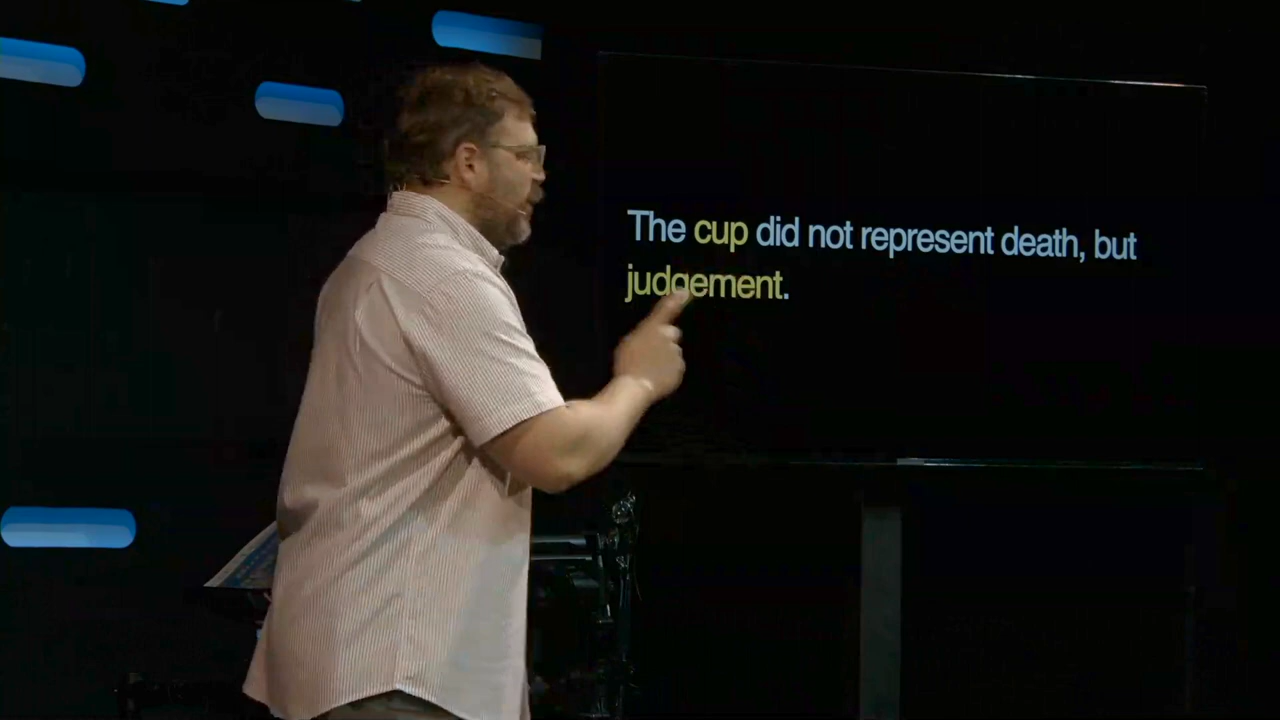 The cup did not represent death, but
judgement.